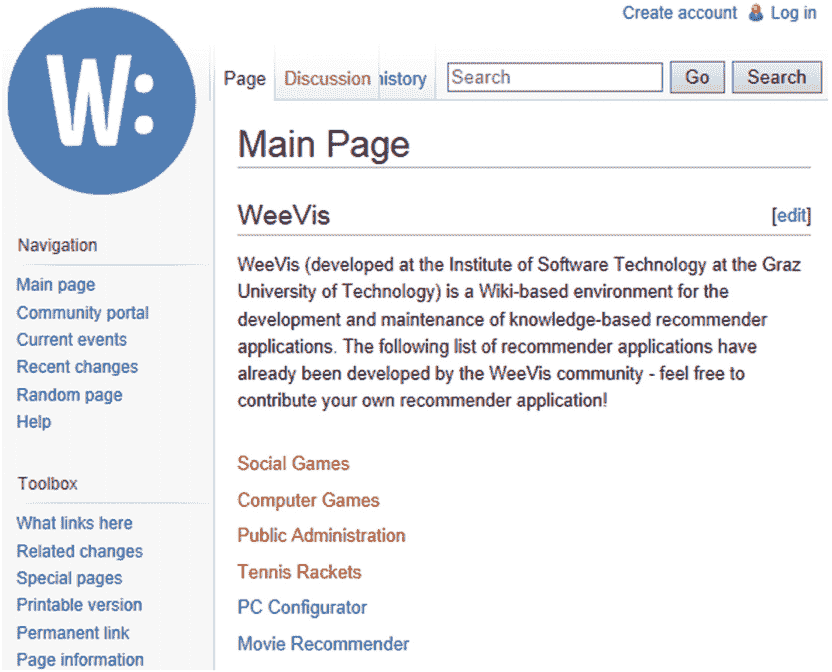 Create account Log in
W:
Page Discussion history Search Go Search
Main Page
WeeVis [edit]
WeeVis (developed at the Institute of Software Technology at the Graz
University of Technology) is a Wiki-based environment for the
development and maintenance of knowledge-based recommender
applications. The following list of recommender applications have
already been developed by the WeeVis community - feel free to
contribute your own recommender application!
Social Games
Computer Games
Public Administration
Tennis Rackets
PC Configurator
Movie Recommender
Navigation
Main page
Community portal
Current events
Recent changes
Random page
Help
Toolbox
What links here
Related changes
Special pages
Printable version
Permanent link
Page information